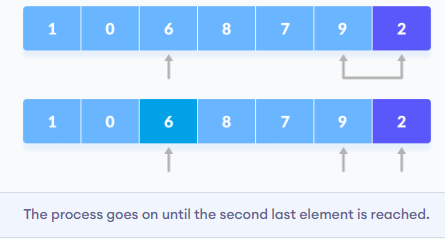 1 0 6 8 7 9 2
1 0 6 8 7 9 2
The process goes on until the second last element is reached.